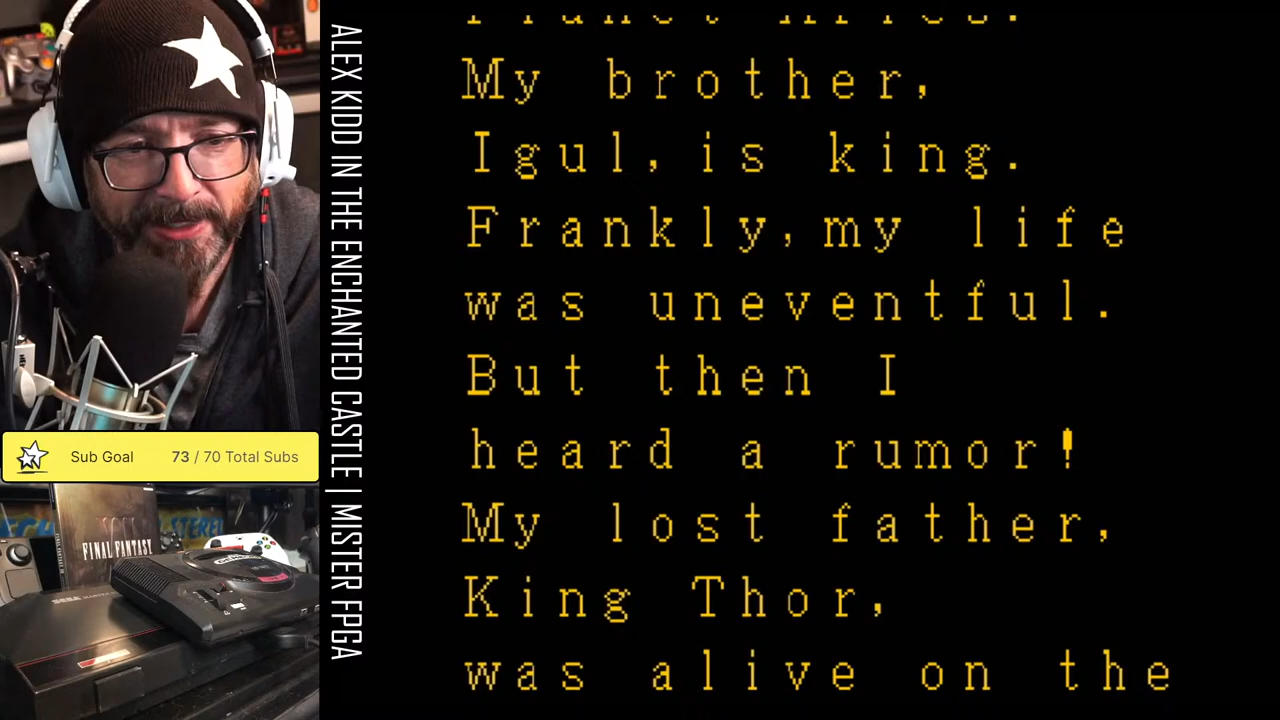 My brother,
Igul, is king.
Frankly, my life
was uneventful.
But then I
heard a rumor!
My lost father,
King Thor,
was alive on the
ALEX KIDD IN THE ENCHANTED CASTLE | MISTER FPGA
Sub Goal 73 / 70 Total Subs
FINAL FANTASY